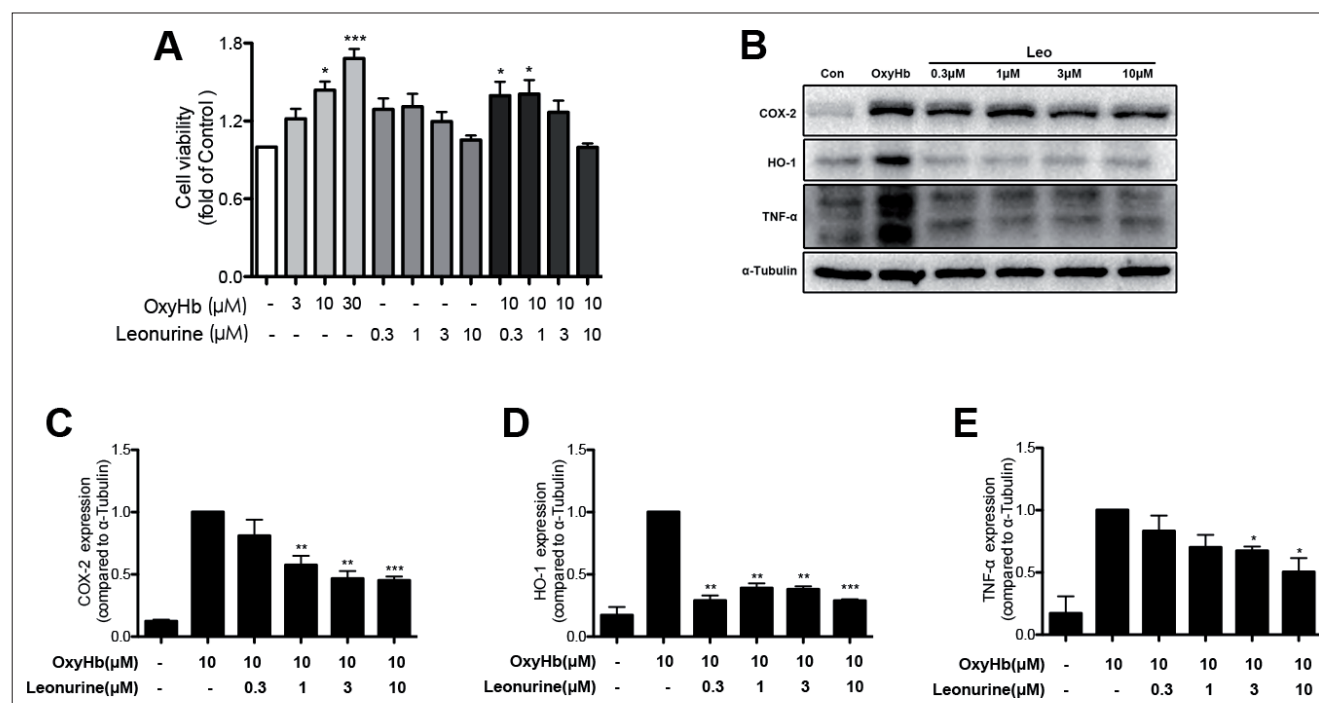 A
Cell viability
(fold of Control )
1.8
1.2
0.6
0.0
* *** * *
OxyHb (μM) - 3 10 30 - - - - 10 10 10 10
Leonurine (μM) - - - - 0.3 1 3 10 0.3 1 3 10
B
Leo
Con OxyHb 0.3μM 1μM 3μM 10μM
COX-2
HO-1
TNF-α
α-Tubulin
C
COX-2 expression
(compared to α-Tubulin)
1.5
1.0
0.5
0.0
** ** ***
OxyHb(μM) - 10 10 10 10 10
Leonurine(μM) - - 0.3 1 3 10
D
HO-1 expression
(compared to α-Tubulin)
1.5
1.0
0.5
0.0
** ** ** ***
OxyHb(μM) - 10 10 10 10 10
Leonurine(μM) - - 0.3 1 3 10
E
TNF-α expression
(compared to α-Tubulin)
1.5
1.0
0.5
0.0
* *
OxyHb(μM) - 10 10 10 10 10
Leonurine(μM) - - 0.3 1 3 10